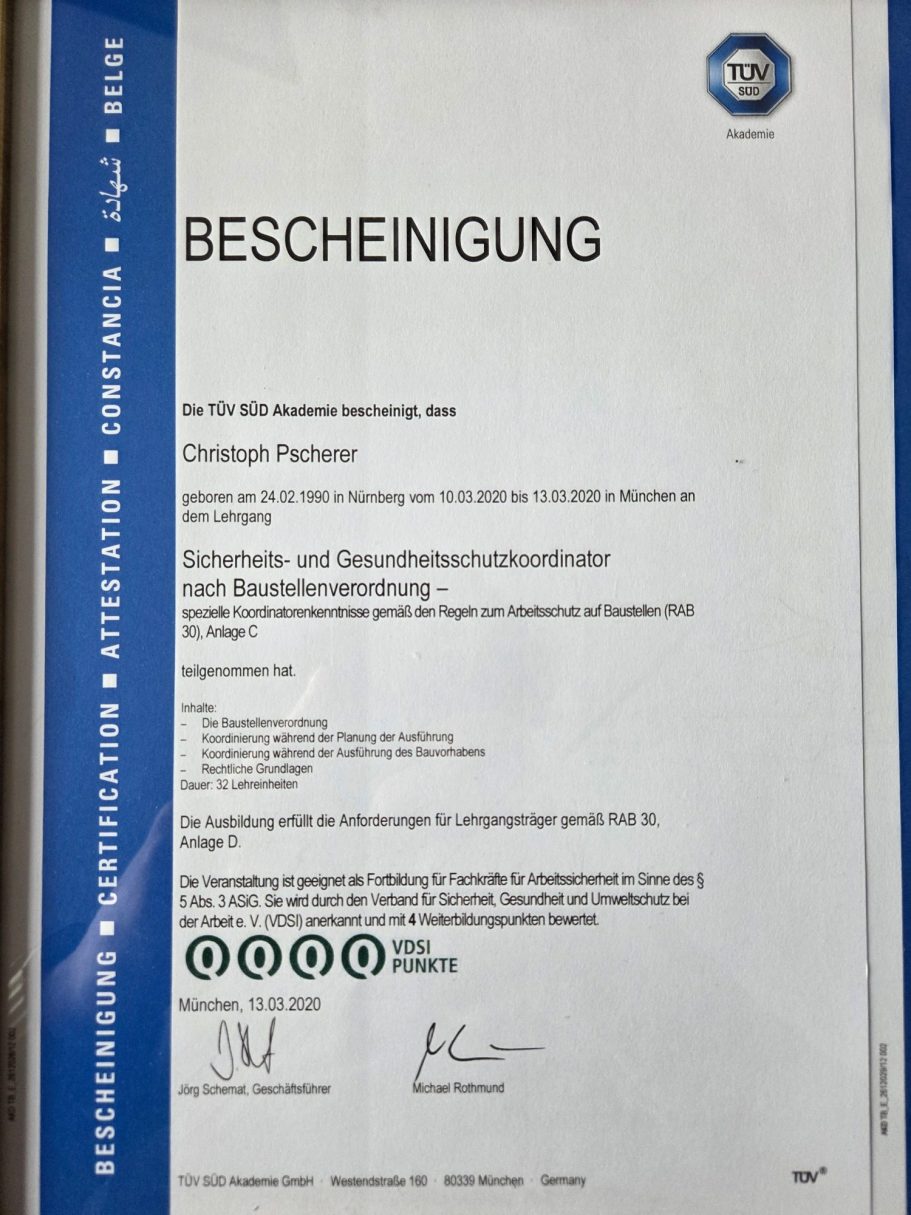 TÜV
SÜD
Akademie
BESCHEINIGUNG ■ CERTIFICATION ■ ATTESTATION ■ CONSTANCIA ■ شهادة ■ BELGE
BESCHEINIGUNG
Die TÜV SÜD Akademie bescheinigt, dass
Christoph Pscherer
geboren am 24.02.1990 in Nürnberg vom 10.03.2020 bis 13.03.2020 in München an
dem Lehrgang
Sicherheits- und Gesundheitsschutzkoordinator
nach Baustellenverordnung –
spezielle Koordinatorenkenntnisse gemäß den Regeln zum Arbeitsschutz auf Baustellen (RAB
30), Anlage C
teilgenommen hat.
Inhalte:
– Die Baustellenverordnung
– Koordinierung während der Planung der Ausführung
– Koordinierung während der Ausführung des Bauvorhabens
– Rechtliche Grundlagen
Dauer: 32 Lehreinheiten
Die Ausbildung erfüllt die Anforderungen für Lehrgangsträger gemäß RAB 30,
Anlage D.
Die Veranstaltung ist geeignet als Fortbildung für Fachkräfte für Arbeitssicherheit im Sinne des §
5 Abs. 3 ASiG. Sie wird durch den Verband für Sicherheit, Gesundheit und Umweltschutz bei
der Arbeit e. V. (VDSI) anerkannt und mit 4 Weiterbildungspunkten bewertet.
VDSI
PUNKTE
München, 13.03.2020
Jörg Schemat, Geschäftsführer
Michael Rothmund
TÜV SÜD Akademie GmbH · Westendstraße 160 · 80339 München · Germany
TÜV®